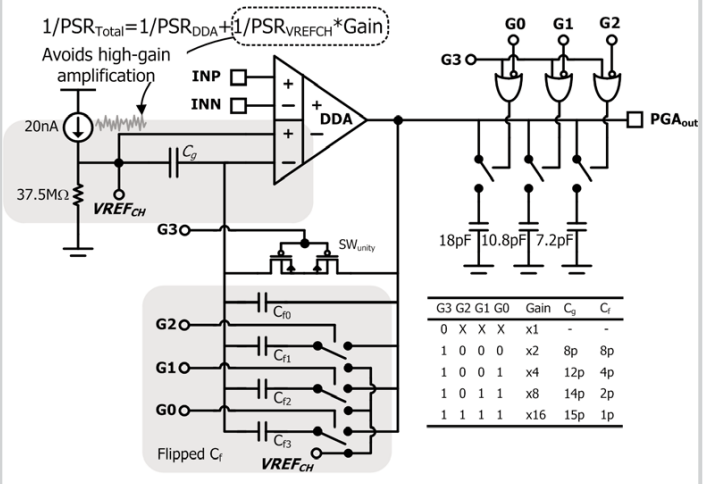 1/PSRTotal=1/PSRDDA+1/PSRVREFCH*Gain
Avoids high-gain
amplification
20nA
37.5MΩ
VREFCH
Cg
INP
INN
+
−
+
−
+
−
DDA
G0 G1 G2
G3
PGAout
18pF 10.8pF 7.2pF
G3
SWunity
Cf0
G2
Cf1
G1
Cf2
G0
Cf3
Flipped Cf
VREFCH
G3 G2 G1 G0 Gain Cg Cf
0 X X X x1 - -
1 0 0 0 x2 8p 8p
1 0 0 1 x4 12p 4p
1 0 1 1 x8 14p 2p
1 1 1 1 x16 15p 1p